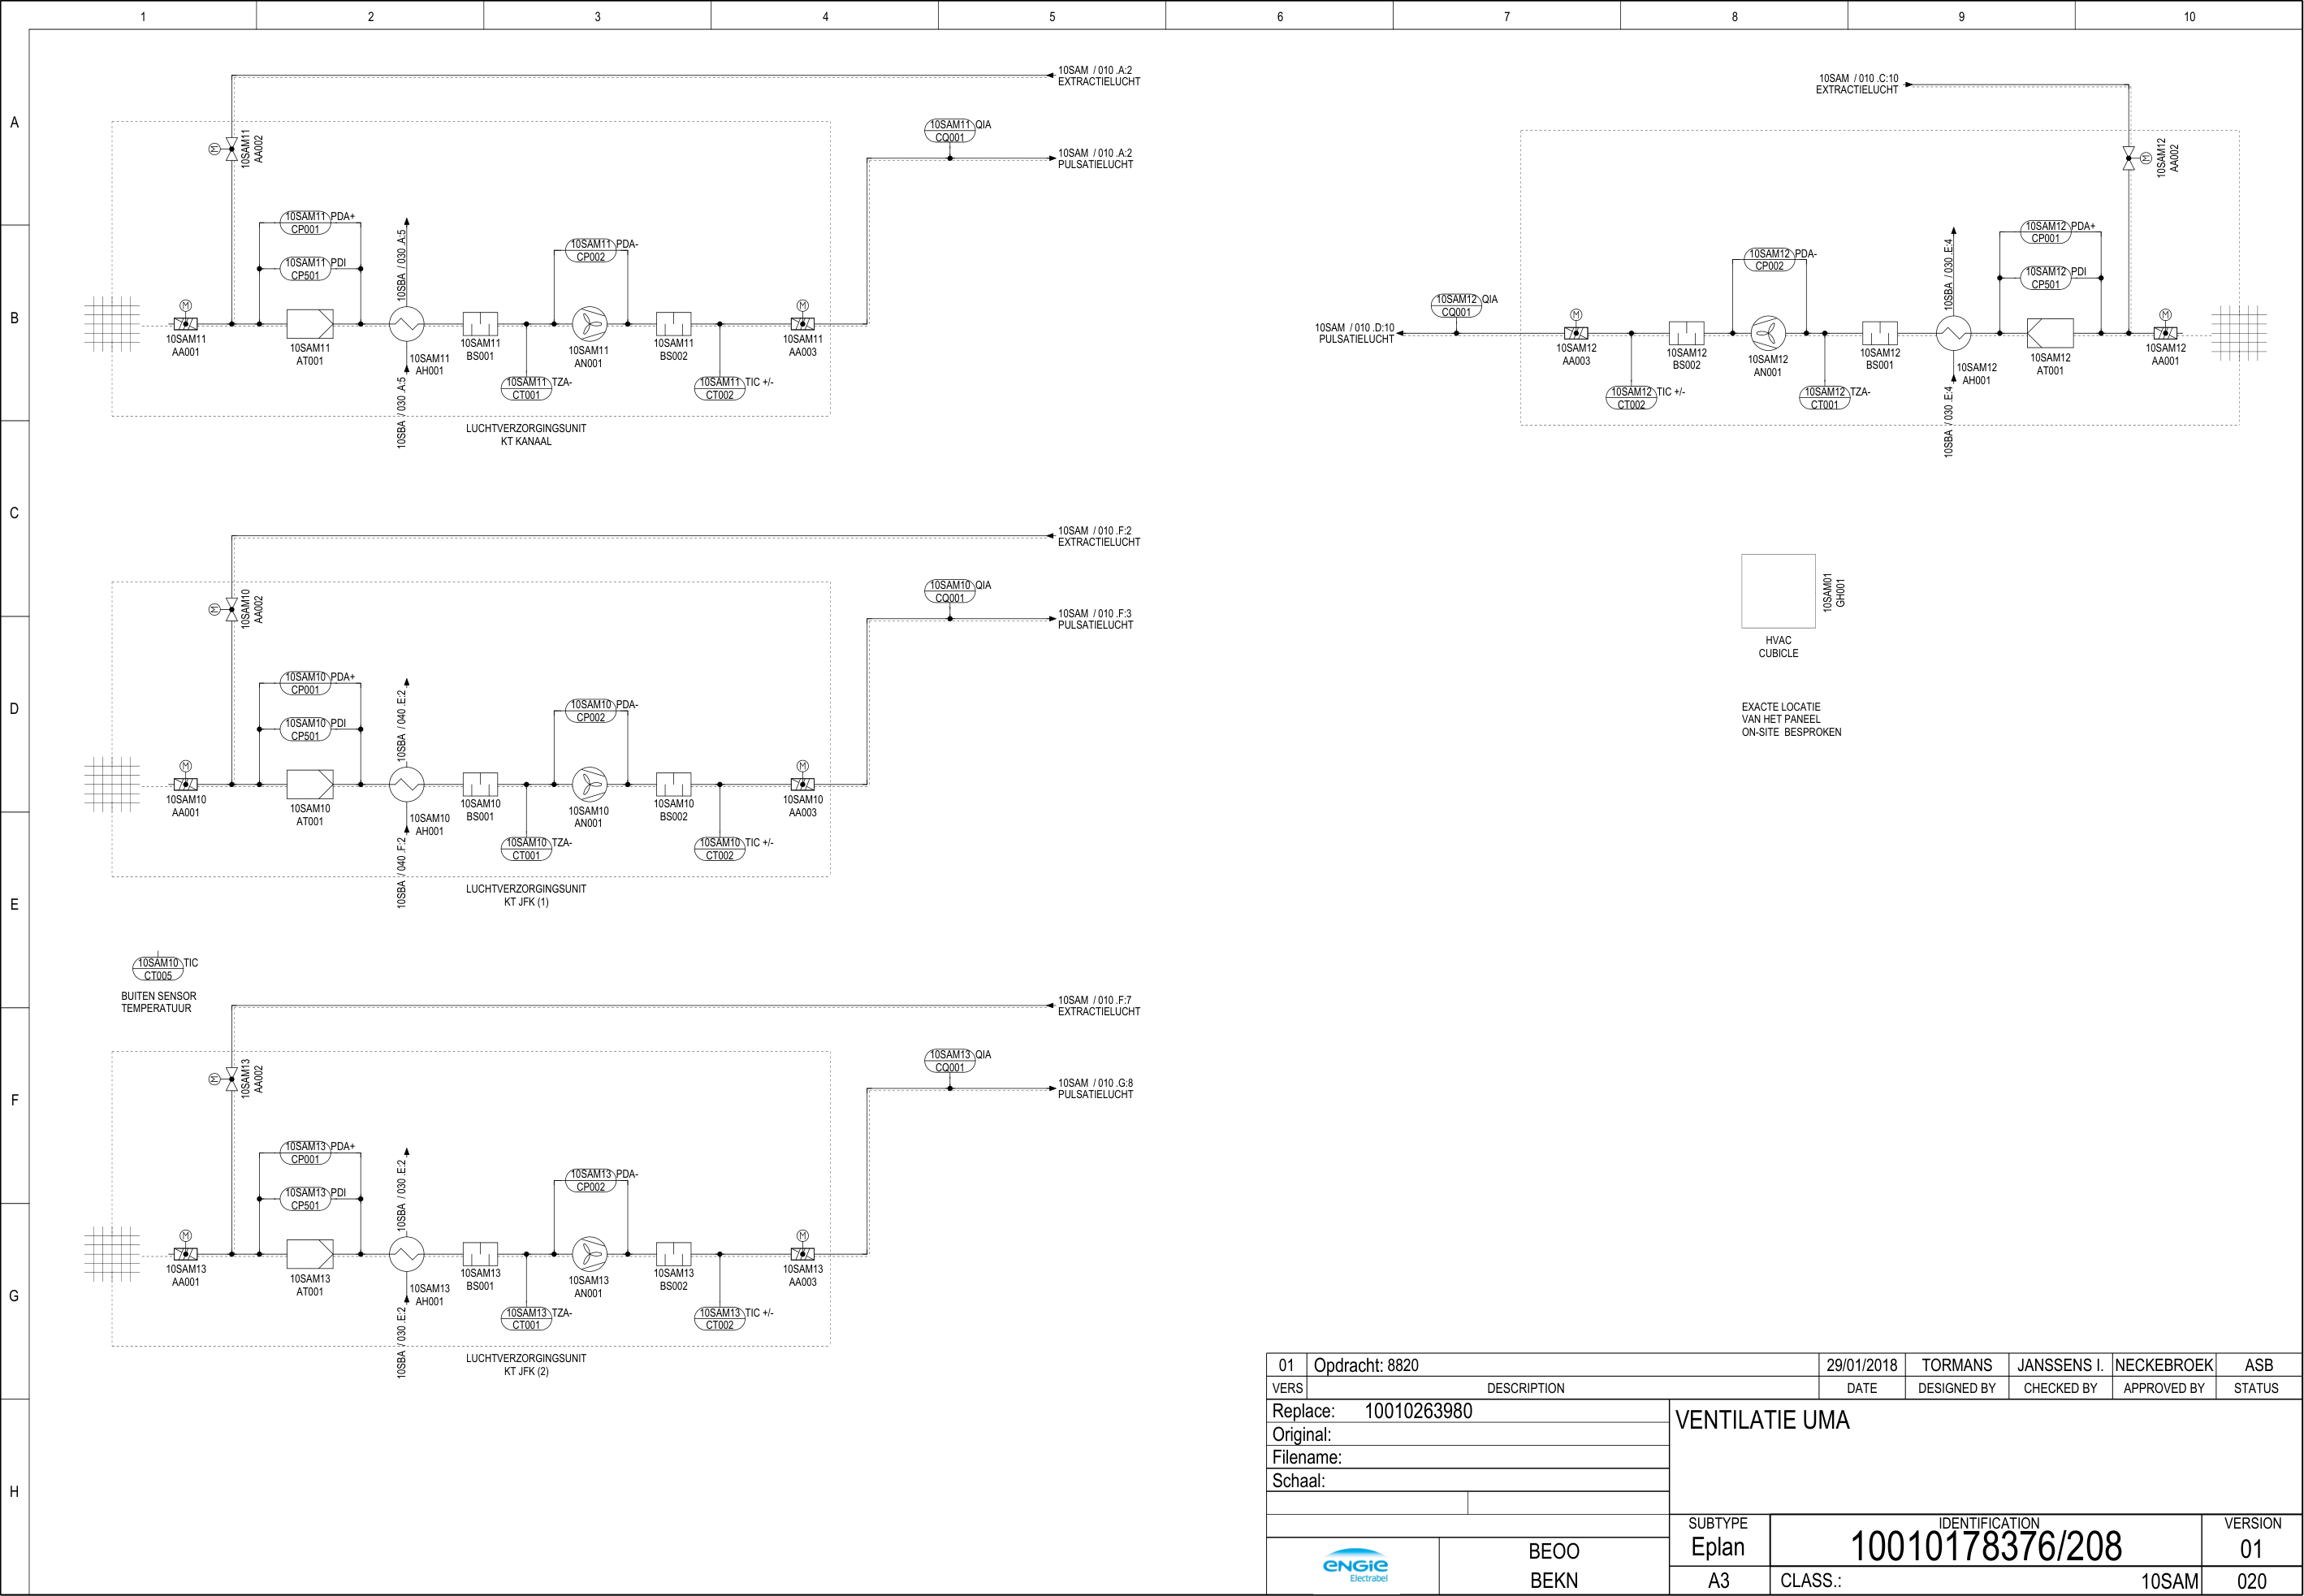 1 2 3 4 5 6 7 8 9 10
A
B
C
D
E
F
G
H
10SAM / 010 .A:2
EXTRACTIELUCHT
10SAM11 QIA
CQ001
10SAM / 010 .A:2
PULSATIELUCHT
M
10SAM11
AA002
10SAM11 PDA+
CP001
10SAM11 PDI
CP501
10SBA / 030 .A:5
10SAM11 PDA-
CP002
M
10SAM11
AA001
10SAM11
AT001
10SAM11
AH001
10SBA / 030 .A:5
10SAM11
BS001
10SAM11
AN001
10SAM11
BS002
M
10SAM11
AA003
10SAM11 TZA-
CT001
10SAM11 TIC +/-
CT002
LUCHTVERZORGINGSUNIT
KT KANAAL
10SAM / 010 .C:10
EXTRACTIELUCHT
M
10SAM12
AA002
10SAM12 PDA+
CP001
10SAM12 PDI
CP501
10SBA / 030 .E:4
10SAM12 PDA-
CP002
10SAM12 QIA
CQ001
10SAM / 010 .D:10
PULSATIELUCHT
M
10SAM12
AA003
10SAM12
BS002
10SAM12
AN001
10SAM12
BS001
10SAM12
AH001
10SBA / 030 .E:4
10SAM12
AT001
M
10SAM12
AA001
10SAM12 TIC +/-
CT002
10SAM12 TZA-
CT001
10SAM / 010 .F:2
EXTRACTIELUCHT
10SAM10 QIA
CQ001
10SAM / 010 .F:3
PULSATIELUCHT
M
10SAM10
AA002
10SAM10 PDA+
CP001
10SAM10 PDI
CP501
10SBA / 040 .E:2
10SAM10 PDA-
CP002
M
10SAM10
AA001
10SAM10
AT001
10SAM10
AH001
10SBA / 040 .F:2
10SAM10
BS001
10SAM10
AN001
10SAM10
BS002
M
10SAM10
AA003
10SAM10 TZA-
CT001
10SAM10 TIC +/-
CT002
LUCHTVERZORGINGSUNIT
KT JFK (1)
10SAM01
GH001
HVAC
CUBICLE
EXACTE LOCATIE
VAN HET PANEEL
ON-SITE BESPROKEN
10SAM10 TIC
CT005
BUITEN SENSOR
TEMPERATUUR
10SAM / 010 .F:7
EXTRACTIELUCHT
10SAM13 QIA
CQ001
10SAM / 010 .G:8
PULSATIELUCHT
M
10SAM13
AA002
10SAM13 PDA+
CP001
10SAM13 PDI
CP501
10SBA / 030 .E:2
10SAM13 PDA-
CP002
M
10SAM13
AA001
10SAM13
AT001
10SAM13
AH001
10SBA / 030 .E:2
10SAM13
BS001
10SAM13
AN001
10SAM13
BS002
M
10SAM13
AA003
10SAM13 TZA-
CT001
10SAM13 TIC +/-
CT002
LUCHTVERZORGINGSUNIT
KT JFK (2)
01 Opdracht: 8820 29/01/2018 TORMANS JANSSENS I. NECKEBROEK ASB
VERS DESCRIPTION DATE DESIGNED BY CHECKED BY APPROVED BY STATUS
Replace: 10010263980
Original:
Filename:
Schaal:
VENTILATIE UMA
ENGIE
Electrabel
BEOO
BEKN
SUBTYPE
Eplan
A3
IDENTIFICATION
10010178376/208
CLASS.: 10SAM
VERSION
01
020